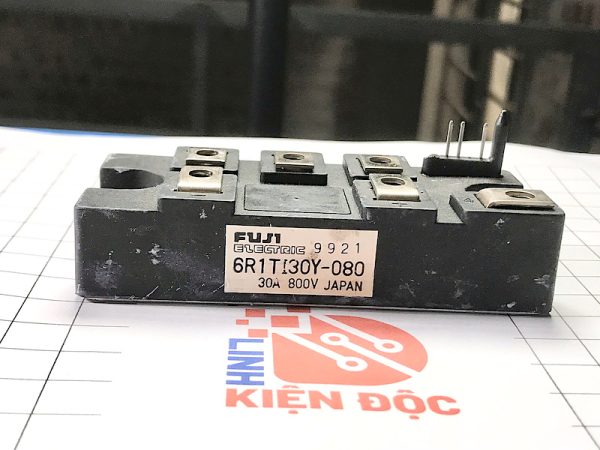 FUJI
ELECTRIC 9921
6R1TI30Y-080
30A 800V JAPAN
LINH
KIỆN ĐỘC